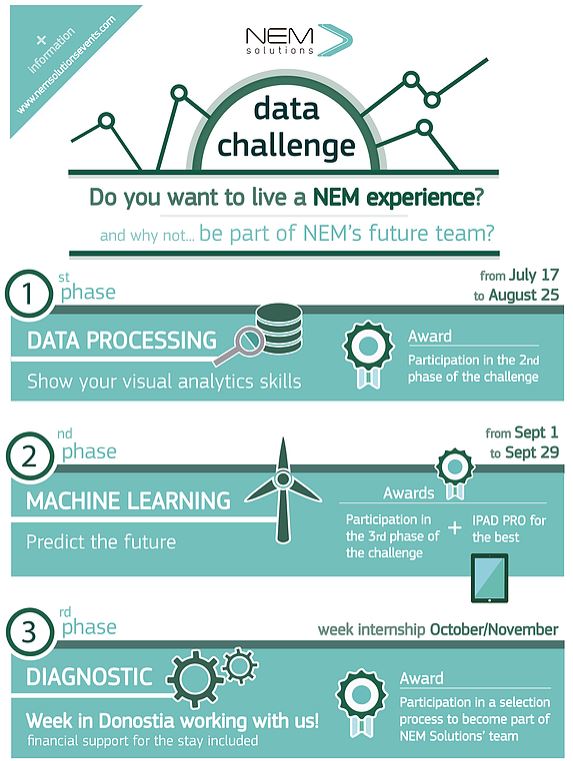 +
information
www.nemsolutionsevents.com
NEM
solutions
data
challenge
Do you want to live a NEM experience?
and why not... be part of NEM's future team?
1st phase
from July 17
to August 25
DATA PROCESSING
Show your visual analytics skills
Award
Participation in the 2nd
phase of the challenge
2nd phase
from Sept 1
to Sept 29
MACHINE LEARNING
Predict the future
Awards
Participation in
the 3rd phase of
the challenge
+
IPAD PRO for
the best
3rd phase
week internship October/November
DIAGNOSTIC
Week in Donostia working with us!
financial support for the stay included
Award
Participation in a selection
process to become part of
NEM Solutions' team